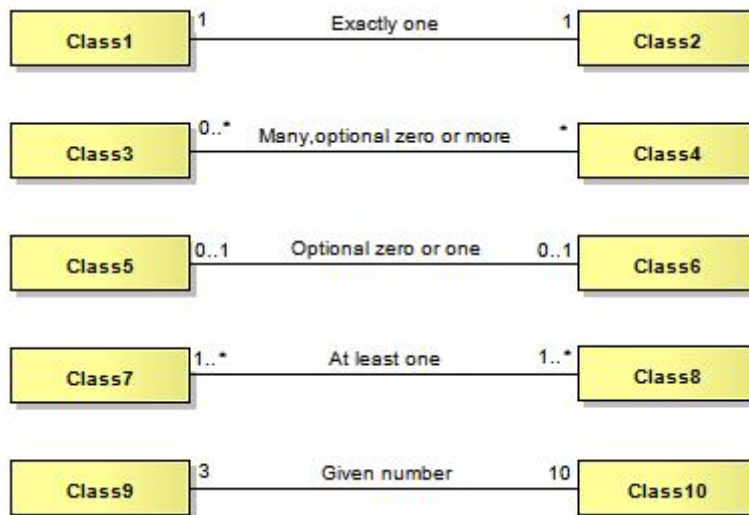 1 Exactly one 1
Class1 Class2
0..* Many,optional zero or more *
Class3 Class4
0..1 Optional zero or one 0..1
Class5 Class6
1..* At least one 1..*
Class7 Class8
3 Given number 10
Class9 Class10